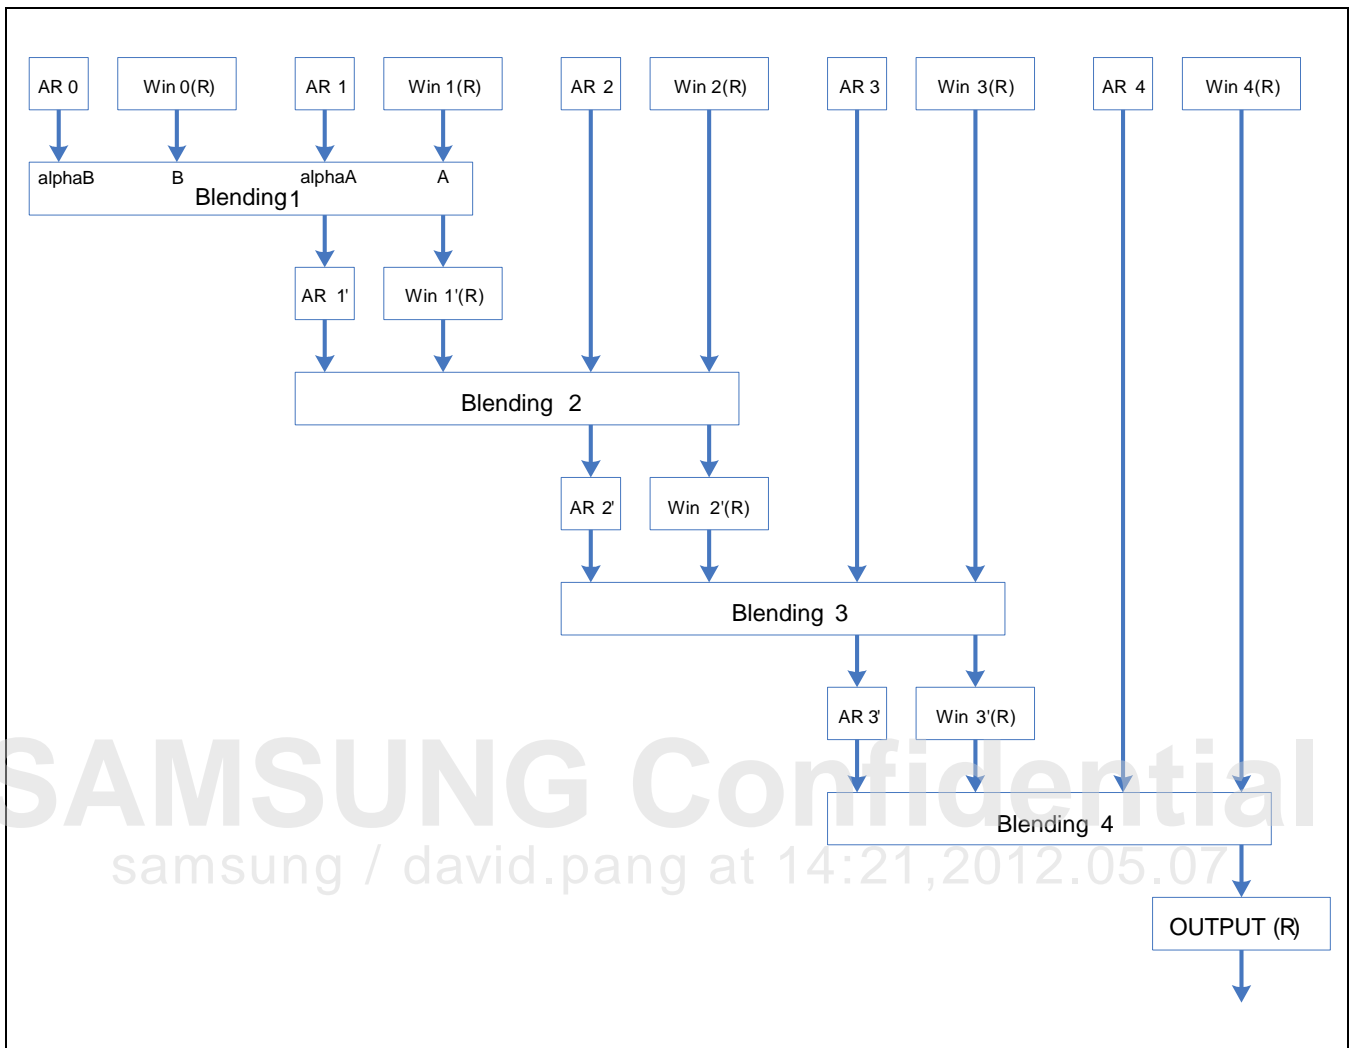 AR 0 Win 0(R) AR 1 Win 1(R) AR 2 Win 2(R) AR 3 Win 3(R) AR 4 Win 4(R)
alphaB B alphaA A
Blending1
AR 1' Win 1'(R)
Blending 2
AR 2' Win 2'(R)
Blending 3
AR 3' Win 3'(R)
SAMSUNG Confidential
Blending 4
samsung / david.pang at 14:21,2012.05.07
OUTPUT (R)